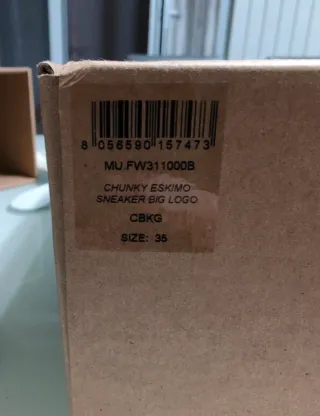 8 056590 157473
MU.FW311000B
CHUNKY ESKIMO
SNEAKER BIG LOGO
CBKG
SIZE: 35